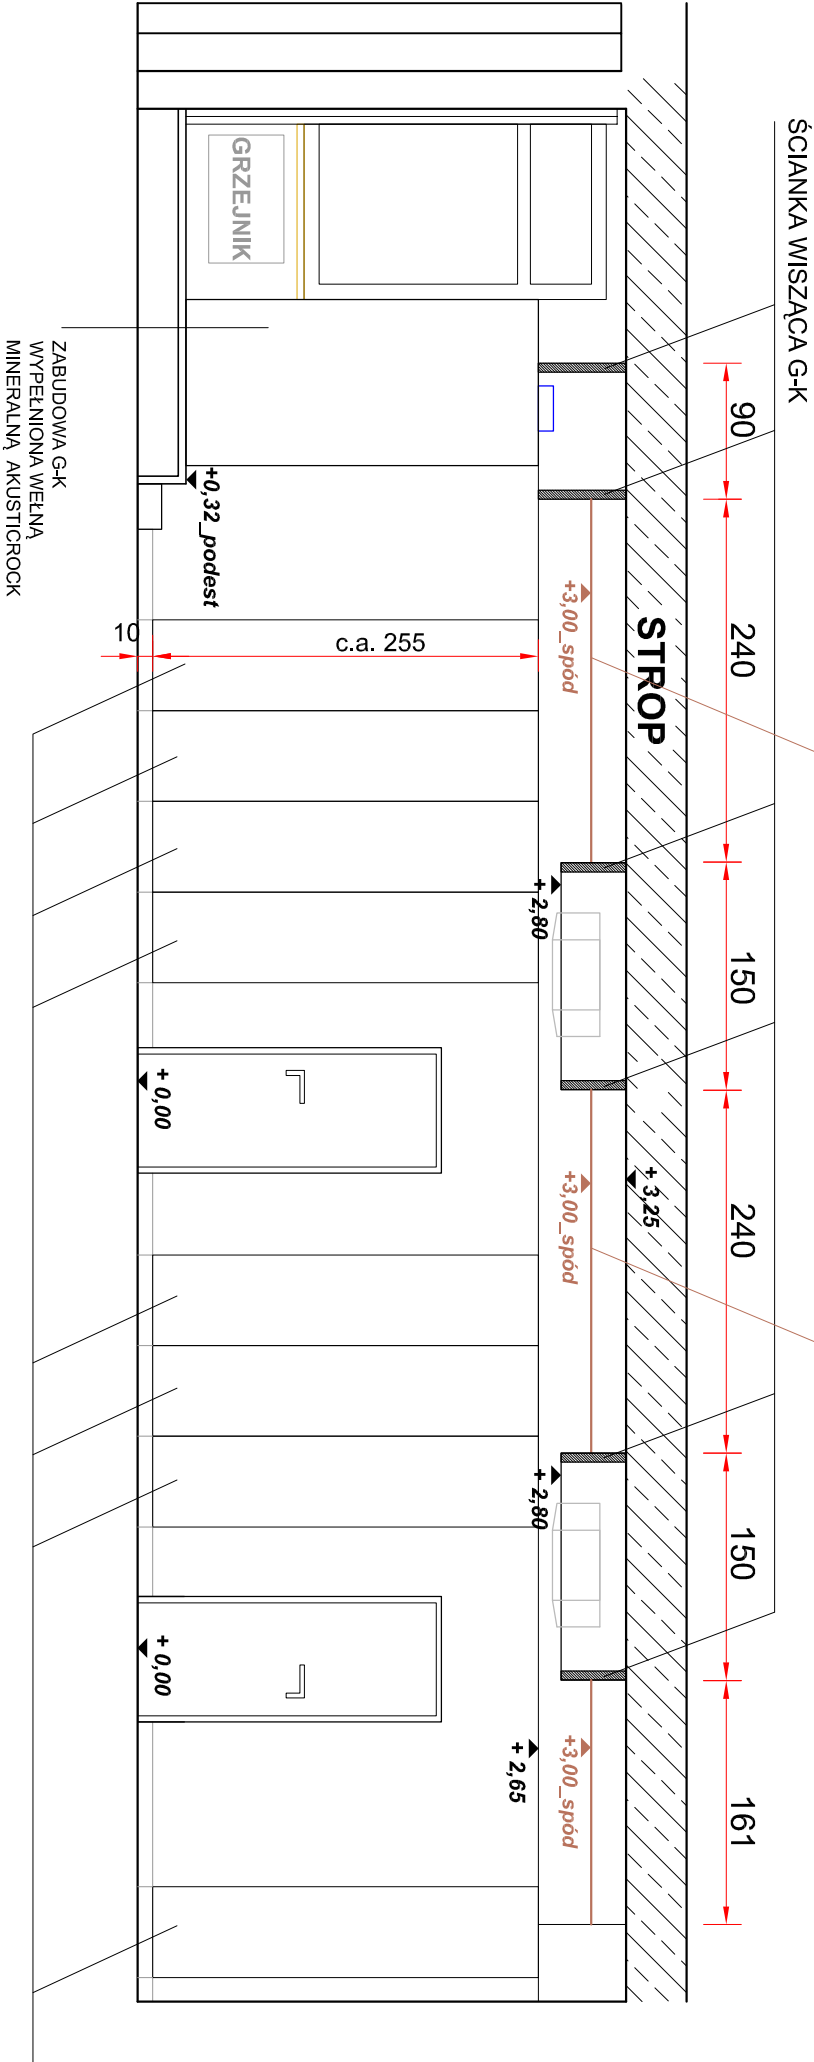 ŚCIANKA WISZĄCA G-K
90
240
150
240
150
161
STROP
+ 3,25
+3,00_spód
+3,00_spód
+3,00_spód
+ 2,80
+ 2,80
+ 2,65
GRZEJNIK
+0,32_podest
c.a. 255
10
+ 0,00
+ 0,00
ZABUDOWA G-K
WYPEŁNIONA WEŁNĄ
MINERALNĄ AKUSTICROCK